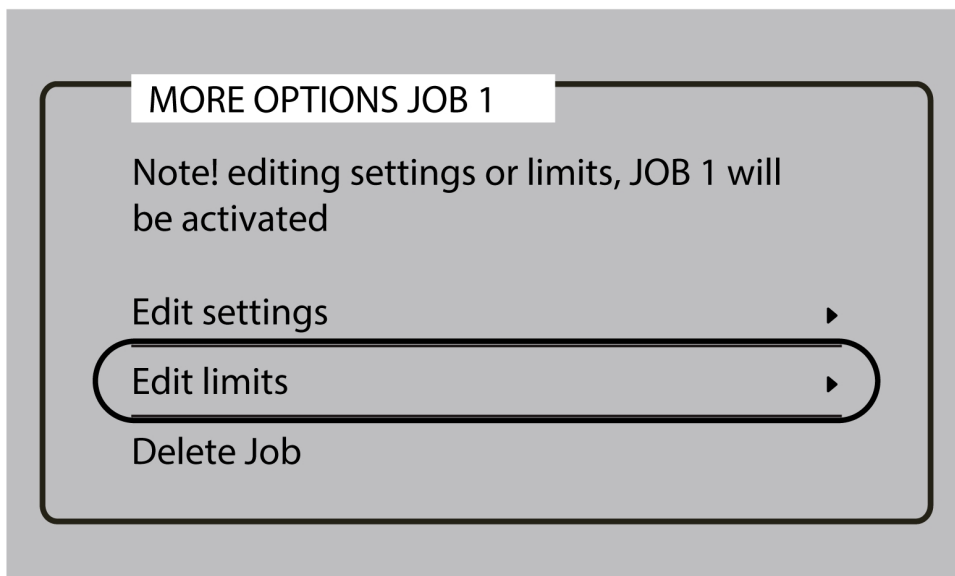 MORE OPTIONS JOB 1
Note! editing settings or limits, JOB 1 will
be activated
Edit settings
Edit limits
Delete Job